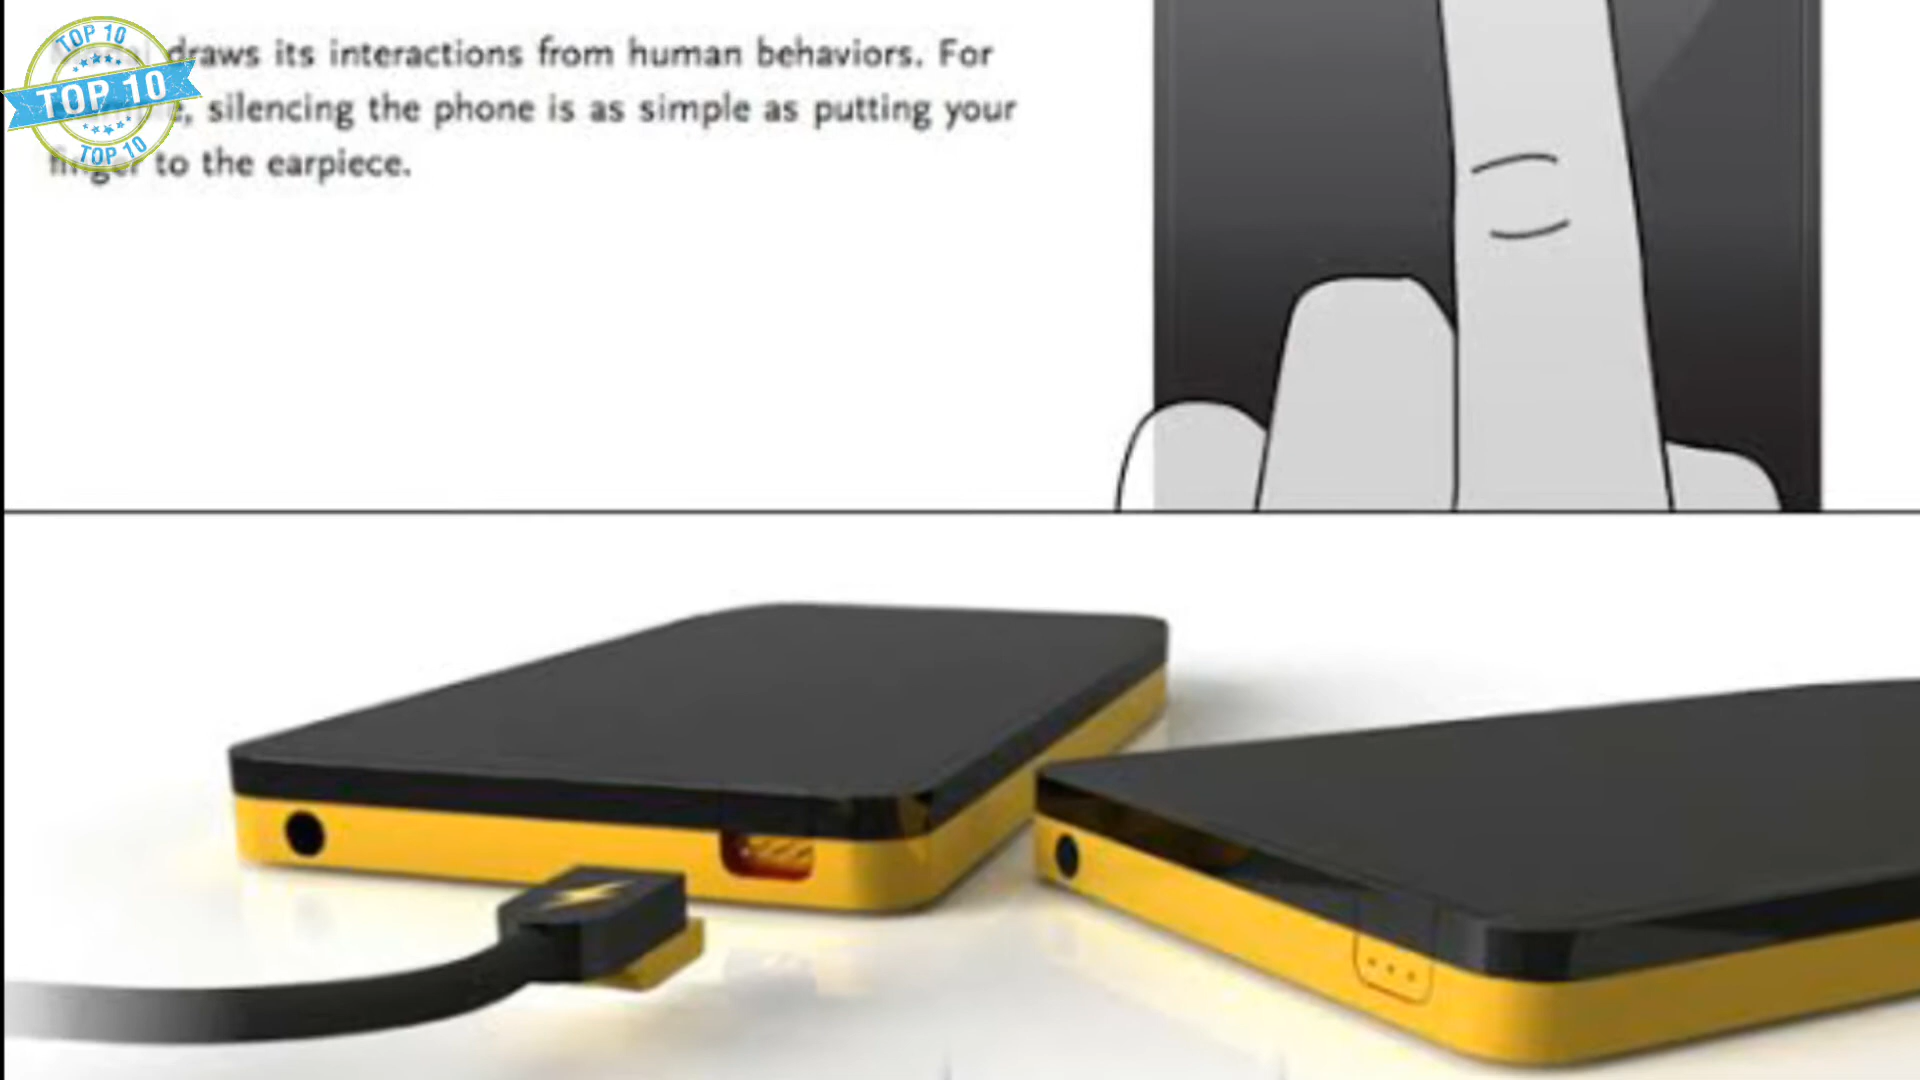 TOP 10
TOP 10
TOP 10
draws its interactions from human behaviors. For
silencing the phone is as simple as putting your
finger to the earpiece.